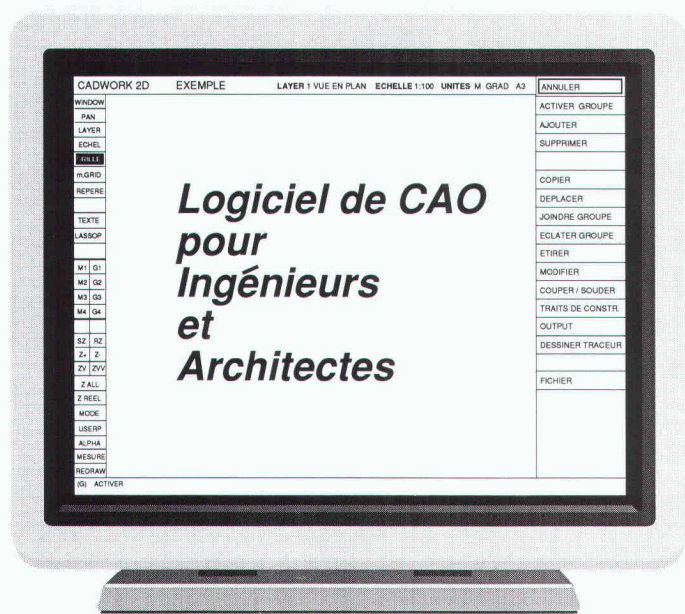 CADWORK 2D EXEMPLE LAYER 1 VUE EN PLAN ECHELLE 1:100 UNITES M GRAD A3
WINDOW
PAN
LAYER
ECHEL
GRILLE
m.GRID
REPERE
TEXTE
LASSOP
M1 G1
M2 G2
M3 G3
M4 G4
SZ RZ
Z+ Z-
ZV ZVV
Z ALL
Z REEL
MODE
USERP
ALPHA
MESURE
REDRAW
(G) ACTIVER
Logiciel de CAO
pour
Ingénieurs
et
Architectes
ANNULER
ACTIVER GROUPE
AJOUTER
SUPPRIMER
COPIER
DEPLACER
JOINDRE GROUPE
ECLATER GROUPE
ETIRER
MODIFIER
COUPER / SOUDER
TRAITS DE CONSTR.
OUTPUT
DESSINER TRACEUR
FICHIER